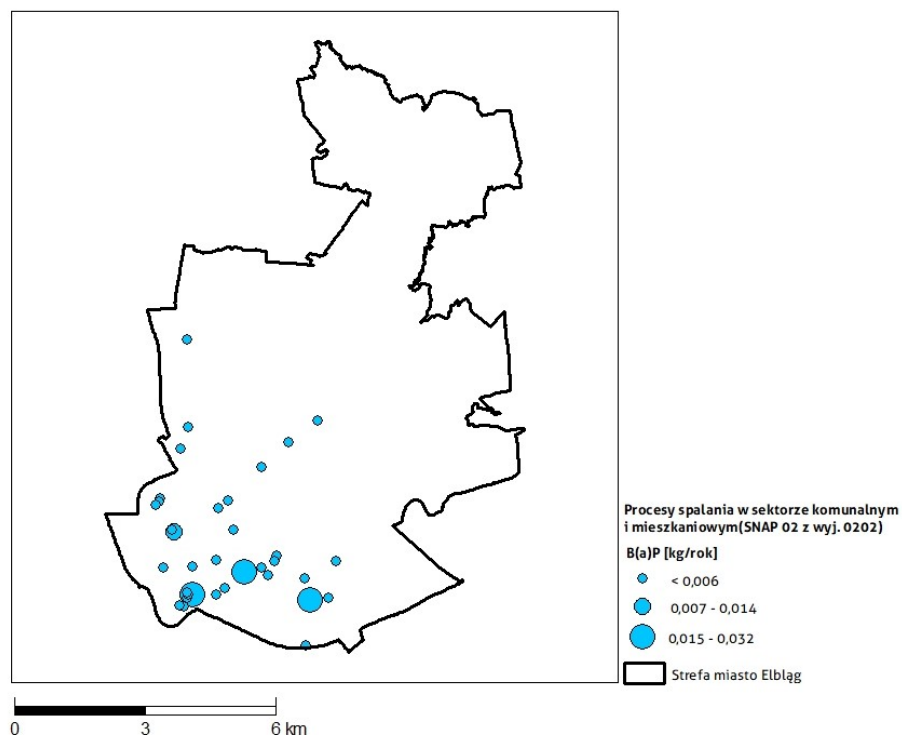 Procesy spalania w sektorze komunalnym
i mieszkaniowym(SNAP 02 z wyj. 0202)
B(a)P [kg/rok]
< 0,006
0,007 - 0,014
0,015 - 0,032
Strefa miasto Elbląg
0 3 6 km